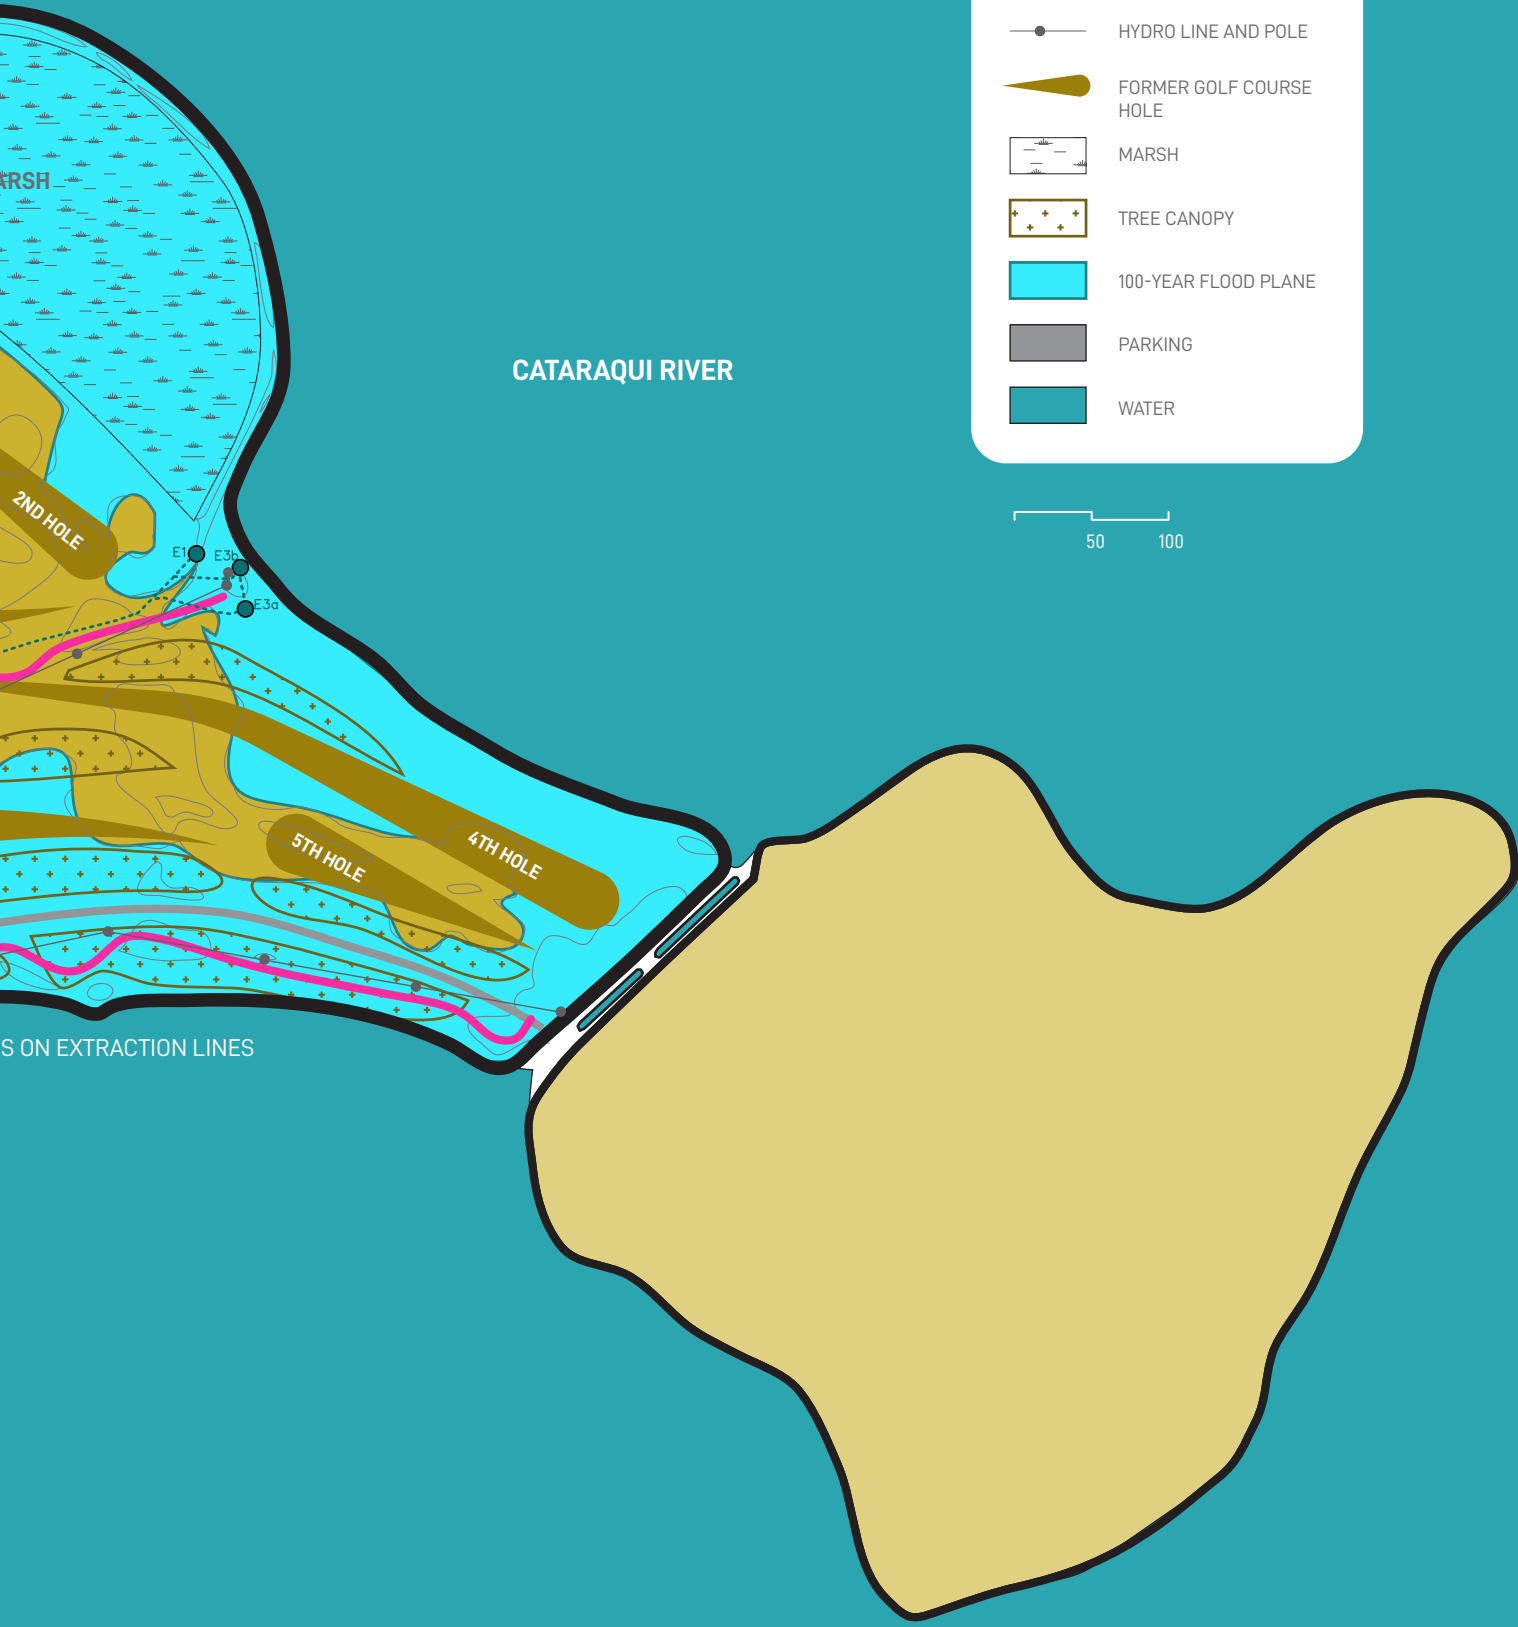 HYDRO LINE AND POLE
FORMER GOLF COURSE
HOLE
MARSH
TREE CANOPY
100-YEAR FLOOD PLANE
PARKING
WATER
50 100
ARSH
CATARAQUI RIVER
2ND HOLE
E1
E3b
E3a
5TH HOLE
4TH HOLE
S ON EXTRACTION LINES